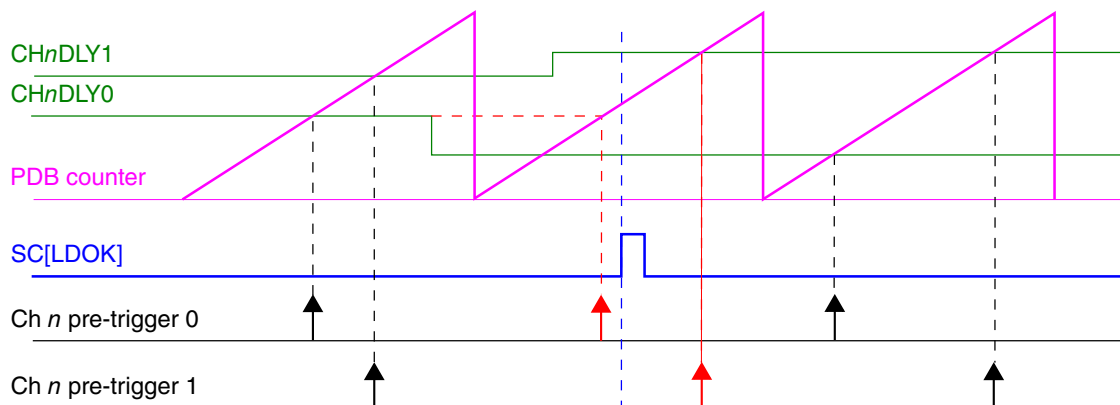 CHnDLY1
CHnDLY0
PDB counter
SC[LDOK]
Ch n pre-trigger 0
Ch n pre-trigger 1